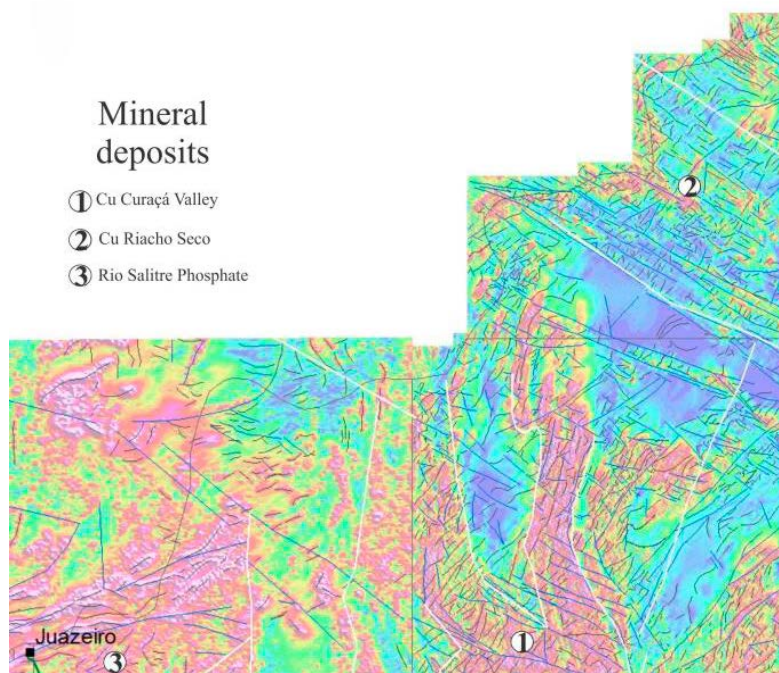 Mineral
deposits
1 Cu Curaçá Valley
2 Cu Riacho Seco
3 Rio Salitre Phosphate
2
1
Juazeiro
3